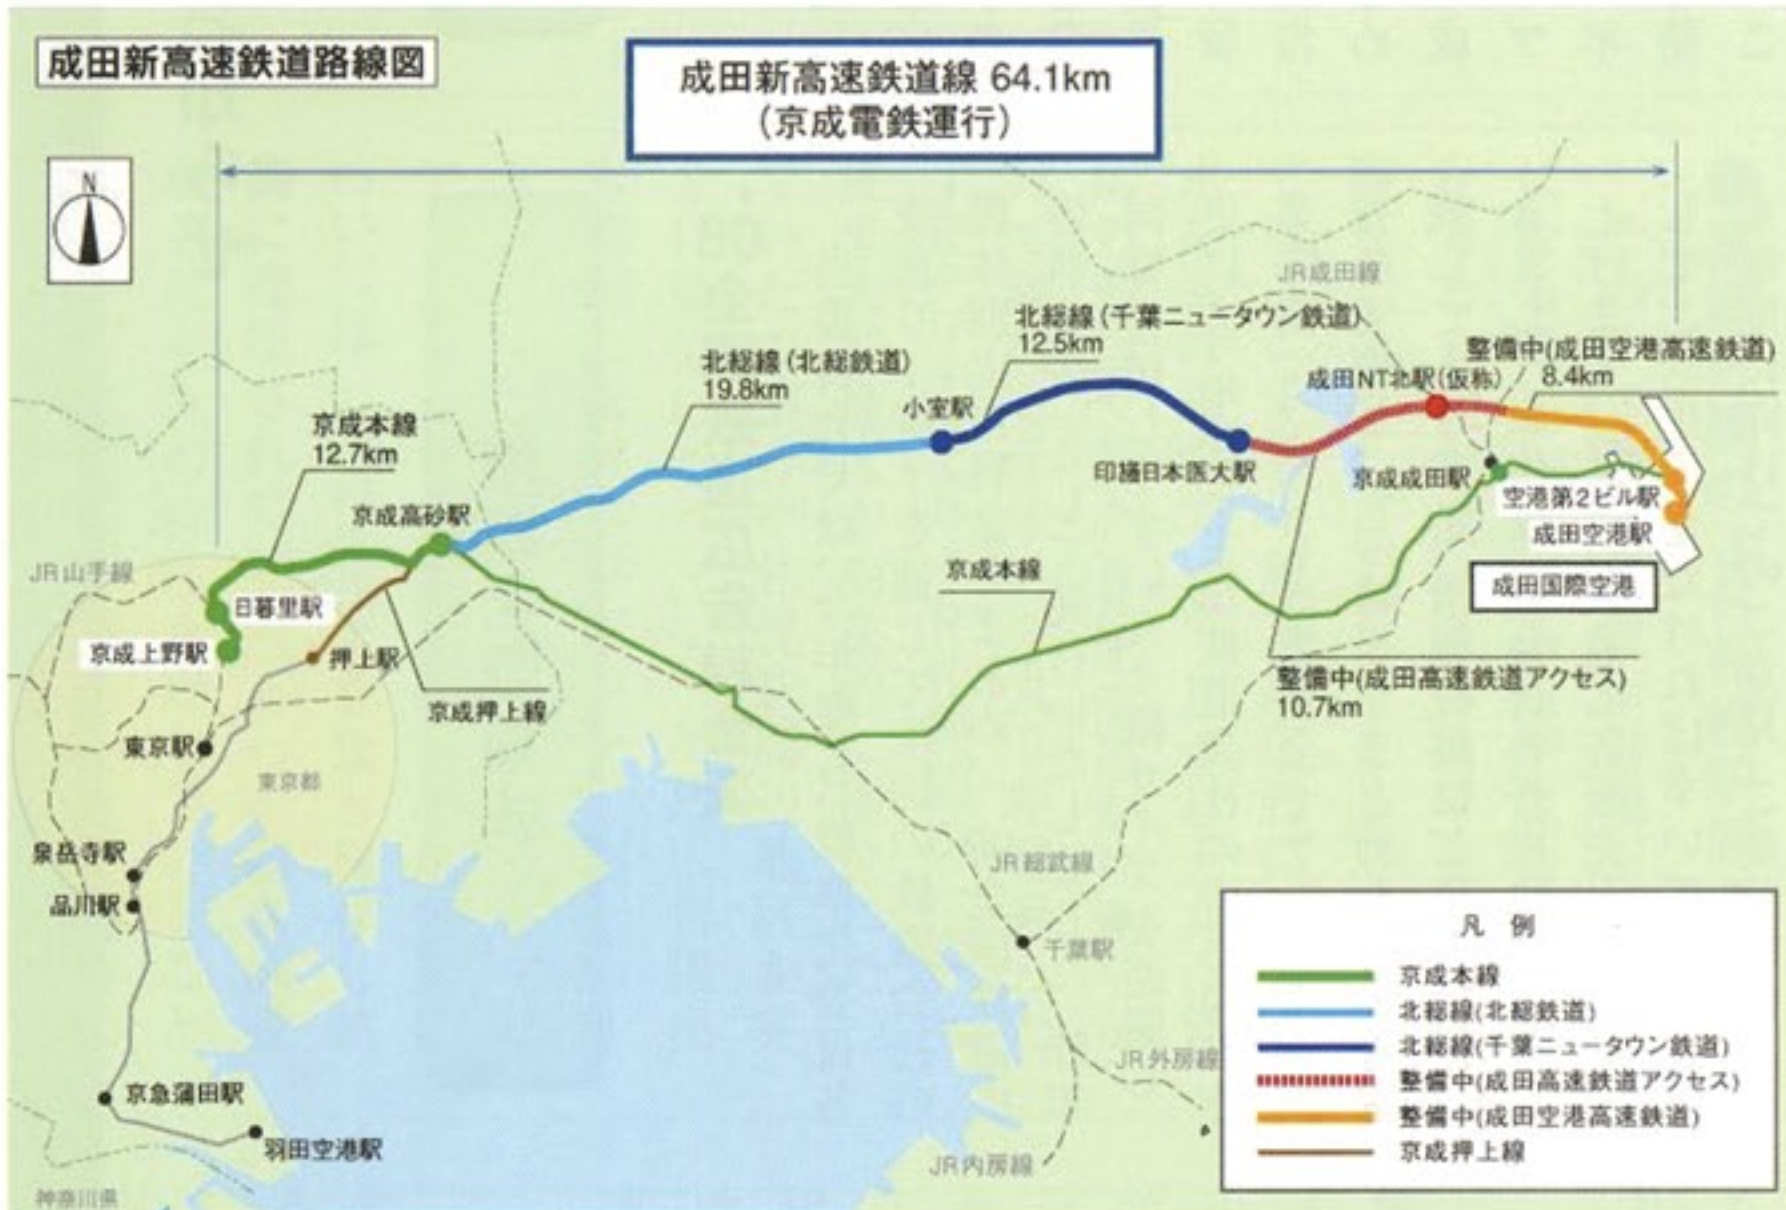 成田新高速鉄道路線図
成田新高速鉄道線 64.1km
(京成電鉄運行)
N
JR成田線
北総線(千葉ニュータウン鉄道)
12.5km
整備中(成田空港高速鉄道)
8.4km
北総線(北総鉄道)
19.8km
成田NT北駅(仮称)
小室駅
京成本線
12.7km
印旛日本医大駅
京成成田駅
空港第2ビル駅
成田空港駅
京成高砂駅
JR山手線
京成本線
成田国際空港
日暮里駅
京成上野駅
押上駅
整備中(成田高速鉄道アクセス)
10.7km
京成押上線
東京駅
東京都
泉岳寺駅
品川駅
JR総武線
千葉駅
JR外房線
京急蒲田駅
羽田空港駅
JR内房線
神奈川県
凡例
京成本線
北総線(北総鉄道)
北総線(千葉ニュータウン鉄道)
整備中(成田高速鉄道アクセス)
整備中(成田空港高速鉄道)
京成押上線